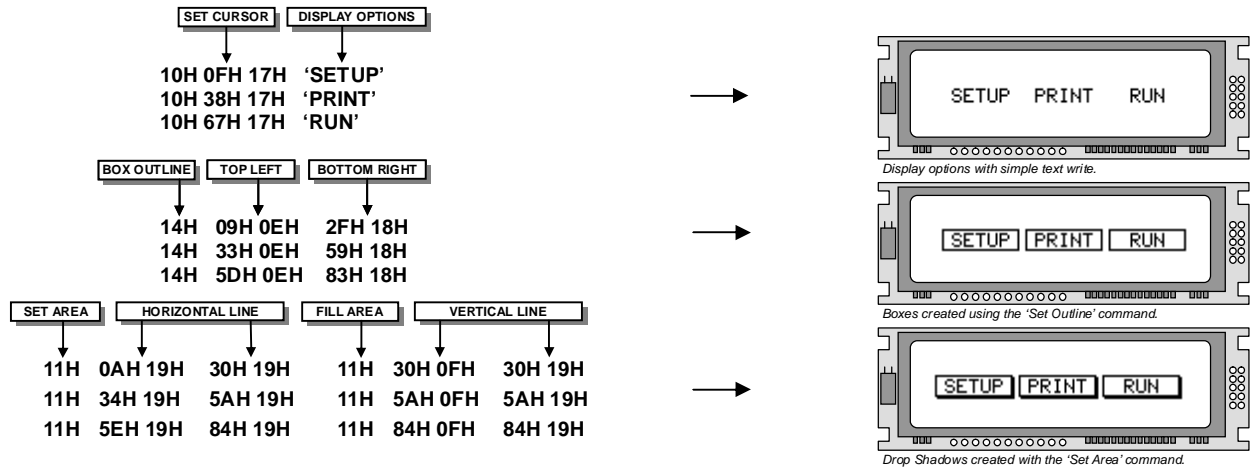 SET CURSOR DISPLAY OPTIONS
10H 0FH 17H ‘SETUP’
10H 38H 17H ‘PRINT’
10H 67H 17H ‘RUN’
SETUP PRINT RUN
Display options with simple text write.
BOX OUTLINE TOP LEFT BOTTOM RIGHT
14H 09H 0EH 2FH 18H
14H 33H 0EH 59H 18H
14H 5DH 0EH 83H 18H
SETUP PRINT RUN
Boxes created using the ‘Set Outline’ command.
SET AREA HORIZONTAL LINE FILL AREA VERTICAL LINE
11H 0AH 19H 30H 19H 11H 30H 0FH 30H 19H
11H 34H 19H 5AH 19H 11H 5AH 0FH 5AH 19H
11H 5EH 19H 84H 19H 11H 84H 0FH 84H 19H
SETUP PRINT RUN
Drop Shadows created with the ‘Set Area’ command.